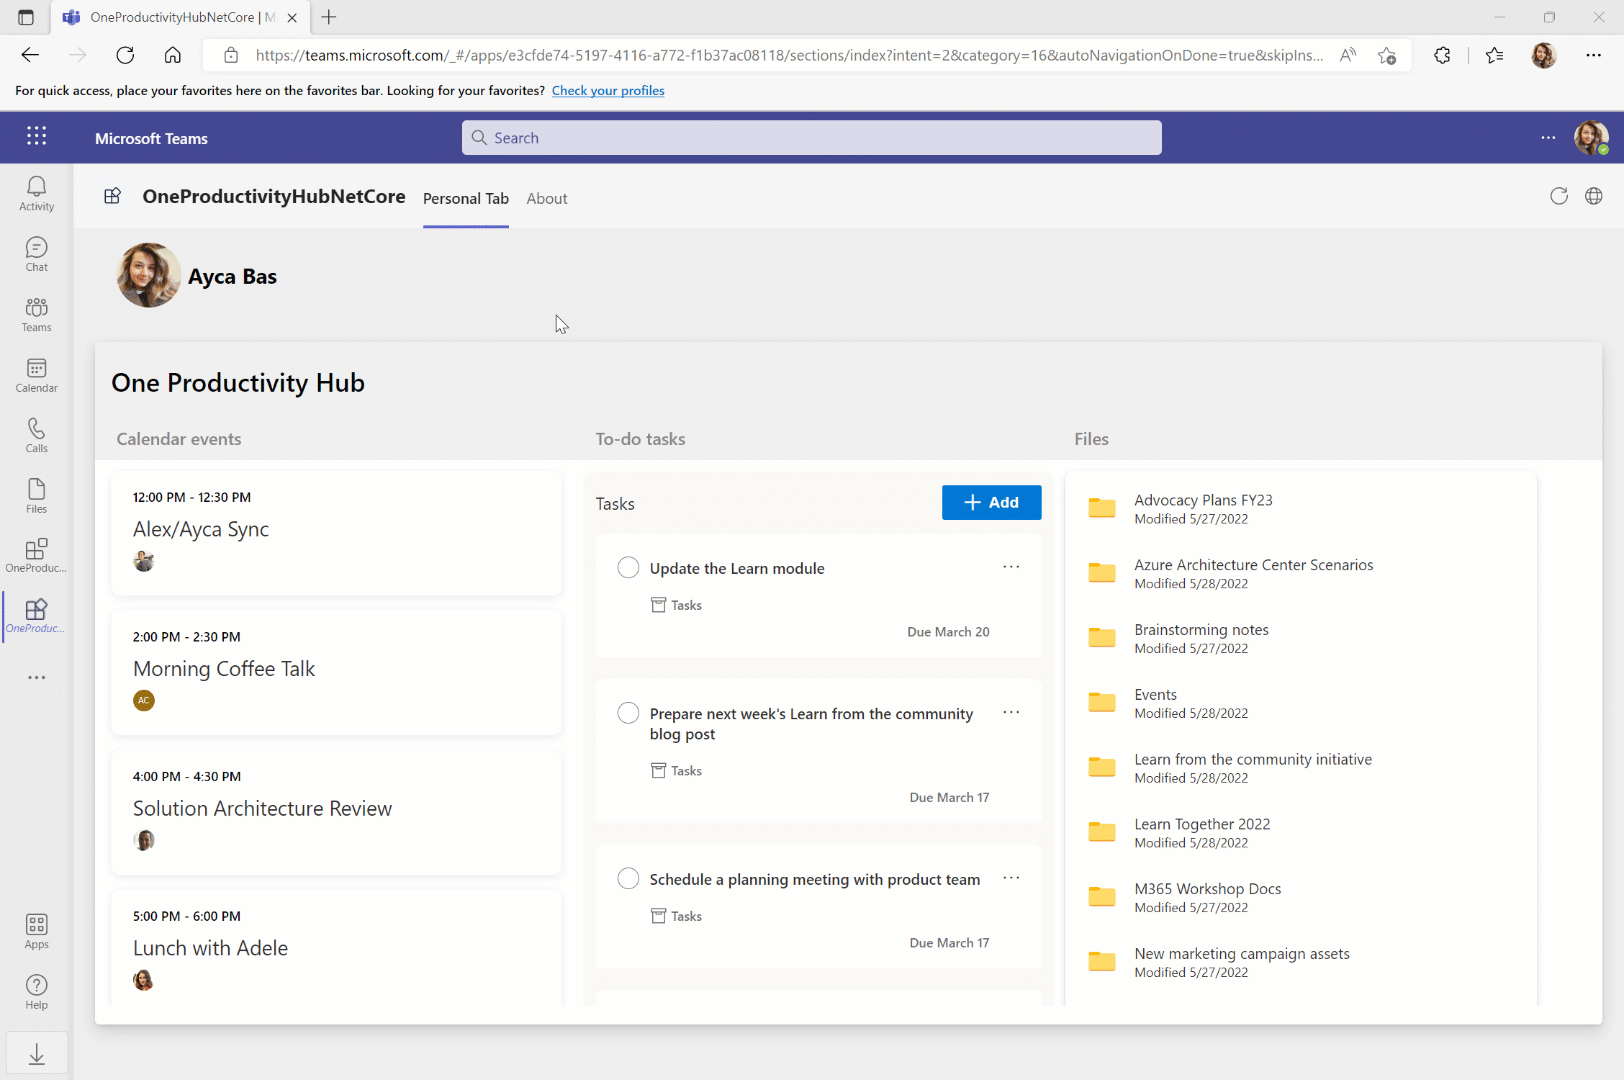 OneProductivityHubNetCore | M
https://teams.microsoft.com/_#/apps/e3cfde74-5197-4116-a772-f1b37ac08118/sections/index?intent=2&category=16&autoNavigationOnDone=true&skipIns...
For quick access, place your favorites here on the favorites bar. Looking for your favorites? Check your profiles
Microsoft Teams
Search
Activity
Chat
Teams
Calendar
Calls
Files
OneProduc...
OneProduc...
Apps
Help
OneProductivityHubNetCore
Personal Tab
About
Ayca Bas
One Productivity Hub
Calendar events
12:00 PM - 12:30 PM
Alex/Ayca Sync
2:00 PM - 2:30 PM
Morning Coffee Talk
AC
4:00 PM - 4:30 PM
Solution Architecture Review
5:00 PM - 6:00 PM
Lunch with Adele
To-do tasks
Tasks
Add
Update the Learn module
Tasks
Due March 20
Prepare next week's Learn from the community
blog post
Tasks
Due March 17
Schedule a planning meeting with product team
Tasks
Due March 17
Files
Advocacy Plans FY23
Modified 5/27/2022
Azure Architecture Center Scenarios
Modified 5/28/2022
Brainstorming notes
Modified 5/27/2022
Events
Modified 5/28/2022
Learn from the community initiative
Modified 5/28/2022
Learn Together 2022
Modified 5/28/2022
M365 Workshop Docs
Modified 5/27/2022
New marketing campaign assets
Modified 5/27/2022